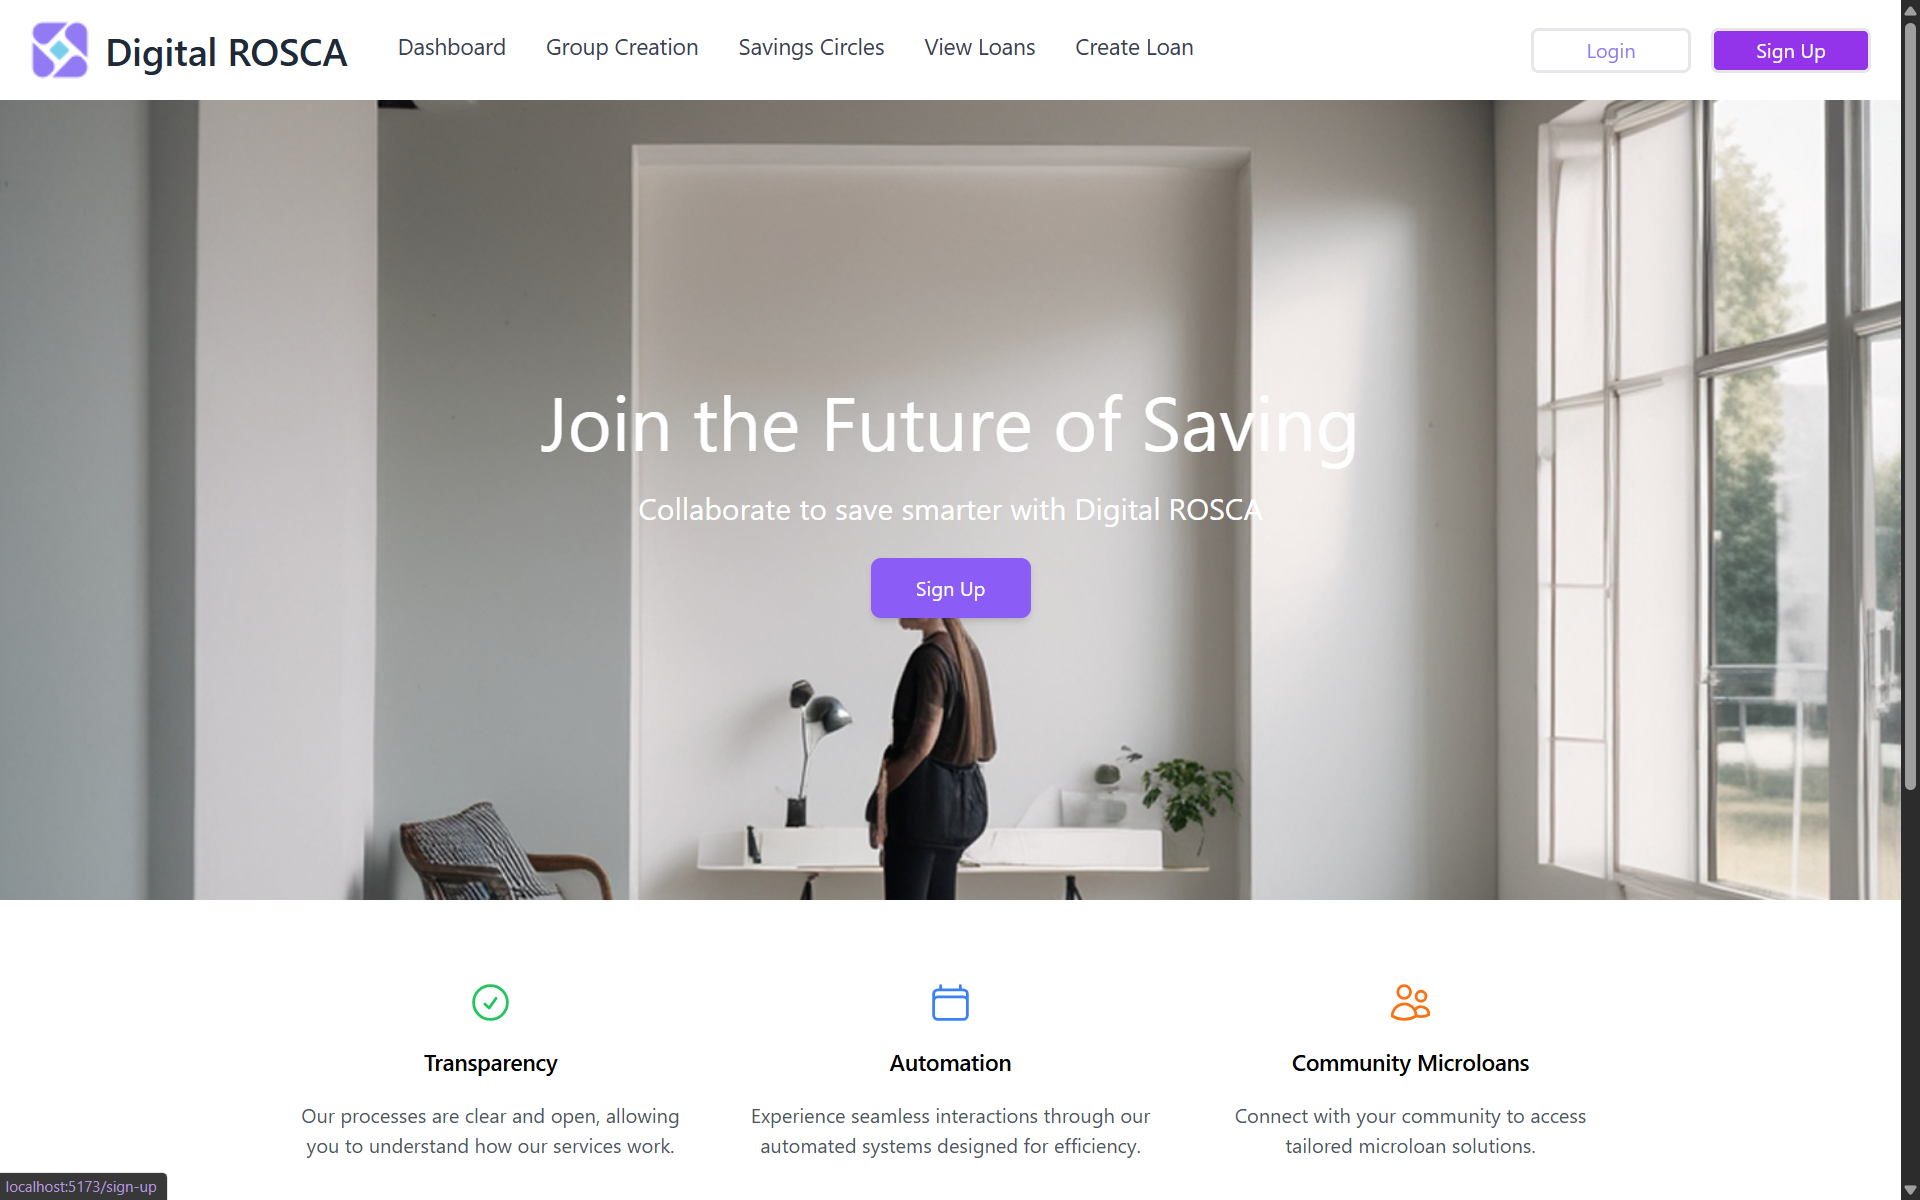 Digital ROSCA
Dashboard
Group Creation
Savings Circles
View Loans
Create Loan
Login
Sign Up
Join the Future of Saving
Collaborate to save smarter with Digital ROSCA
Sign Up
Transparency
Our processes are clear and open, allowing
you to understand how our services work.
Automation
Experience seamless interactions through our
automated systems designed for efficiency.
Community Microloans
Connect with your community to access
tailored microloan solutions.
localhost:5173/sign-up